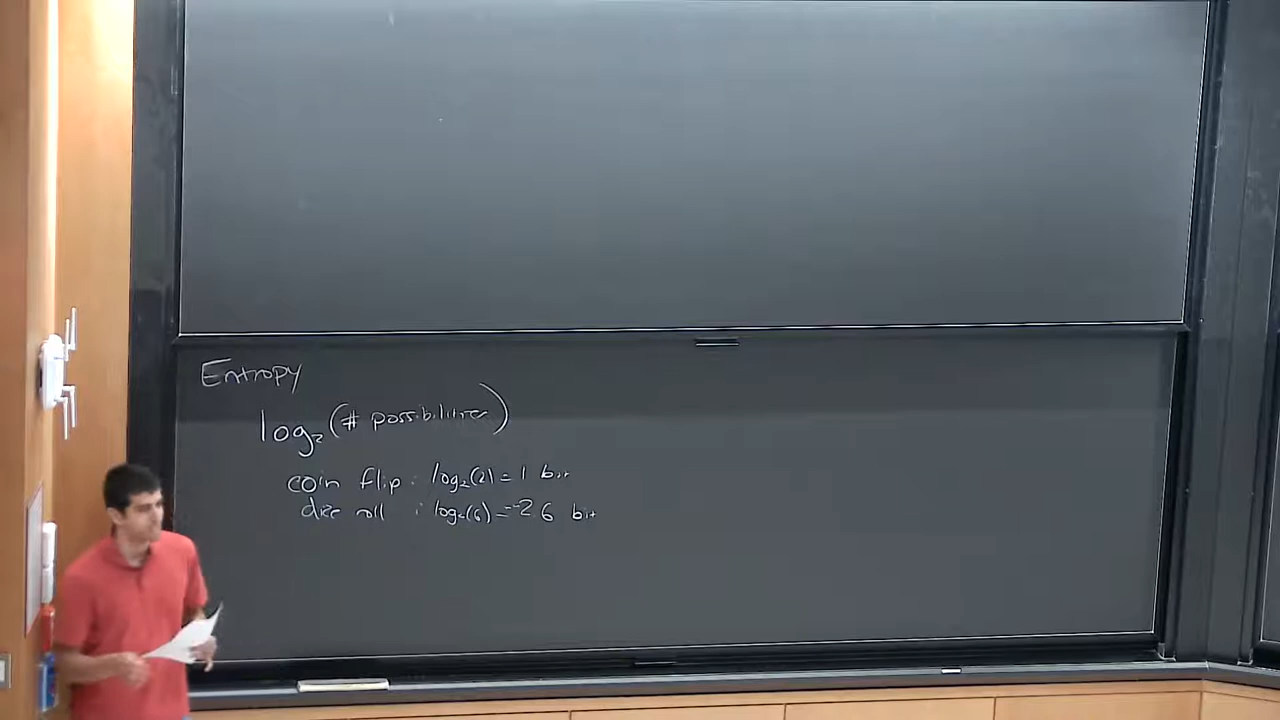 Entropy
log₂(# possibilities)
coin flip : log₂(2) = 1 bit
dice roll : log₂(6) = ~2.6 bit